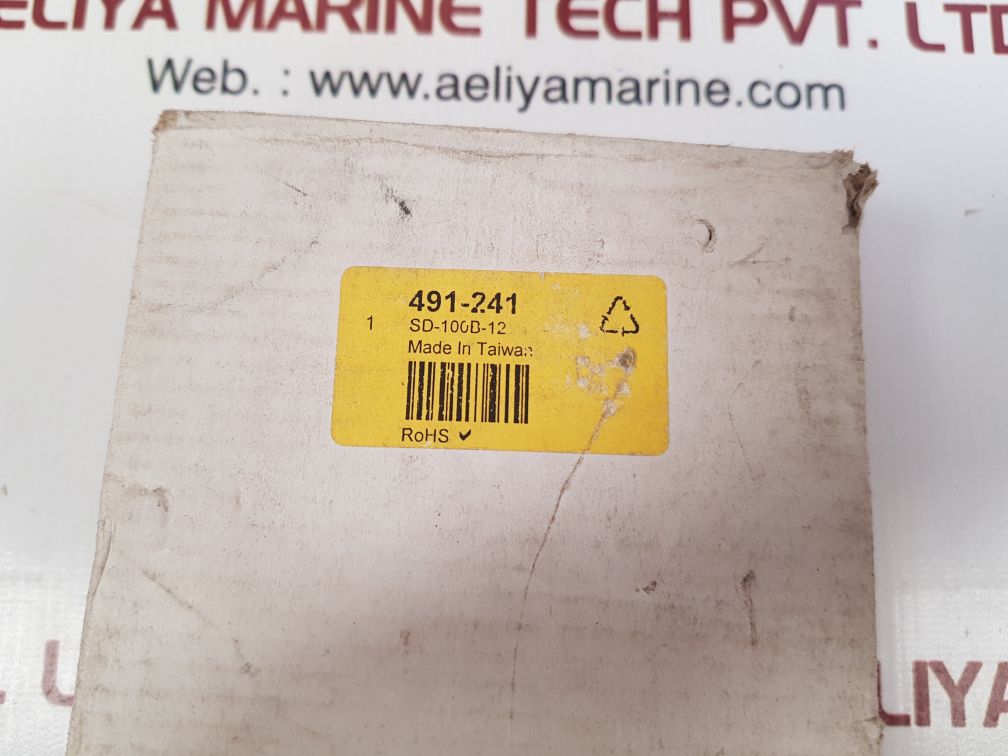 ELIYA MARINE TECH PVT. LTD
Web. : www.aeliyamarine.com
491-241
1 SD-100B-12
Made In Taiwan
RoHS ✓
LIYA